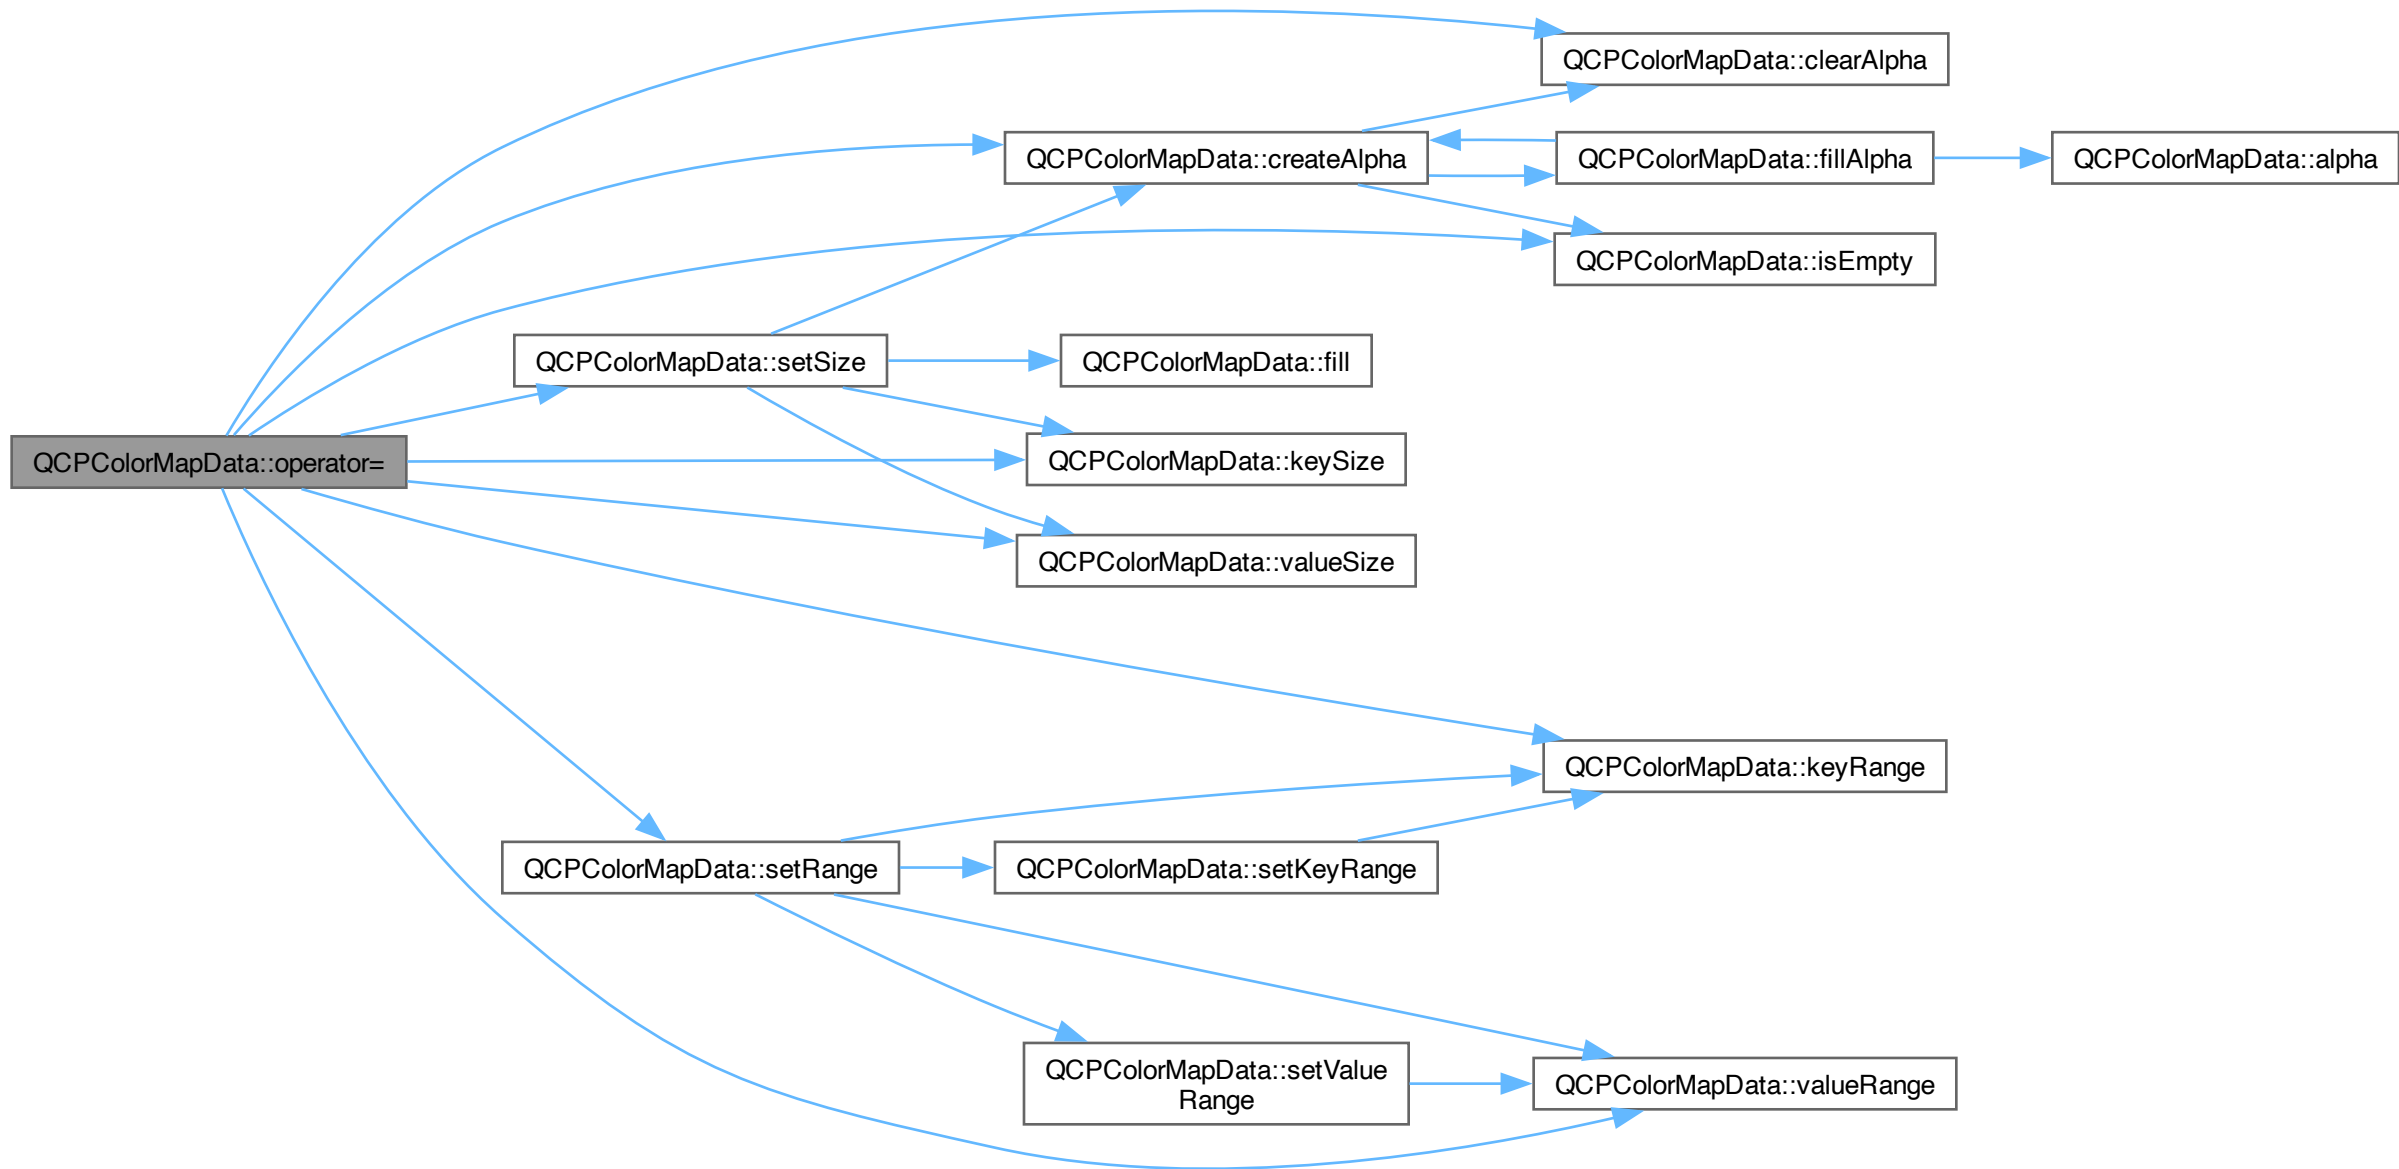 QCPColorMapData::clearAlpha
QCPColorMapData::createAlpha
QCPColorMapData::fillAlpha
QCPColorMapData::alpha
QCPColorMapData::isEmpty
QCPColorMapData::setSize
QCPColorMapData::fill
QCPColorMapData::operator=
QCPColorMapData::keySize
QCPColorMapData::valueSize
QCPColorMapData::keyRange
QCPColorMapData::setRange
QCPColorMapData::setKeyRange
QCPColorMapData::setValue
Range
QCPColorMapData::valueRange